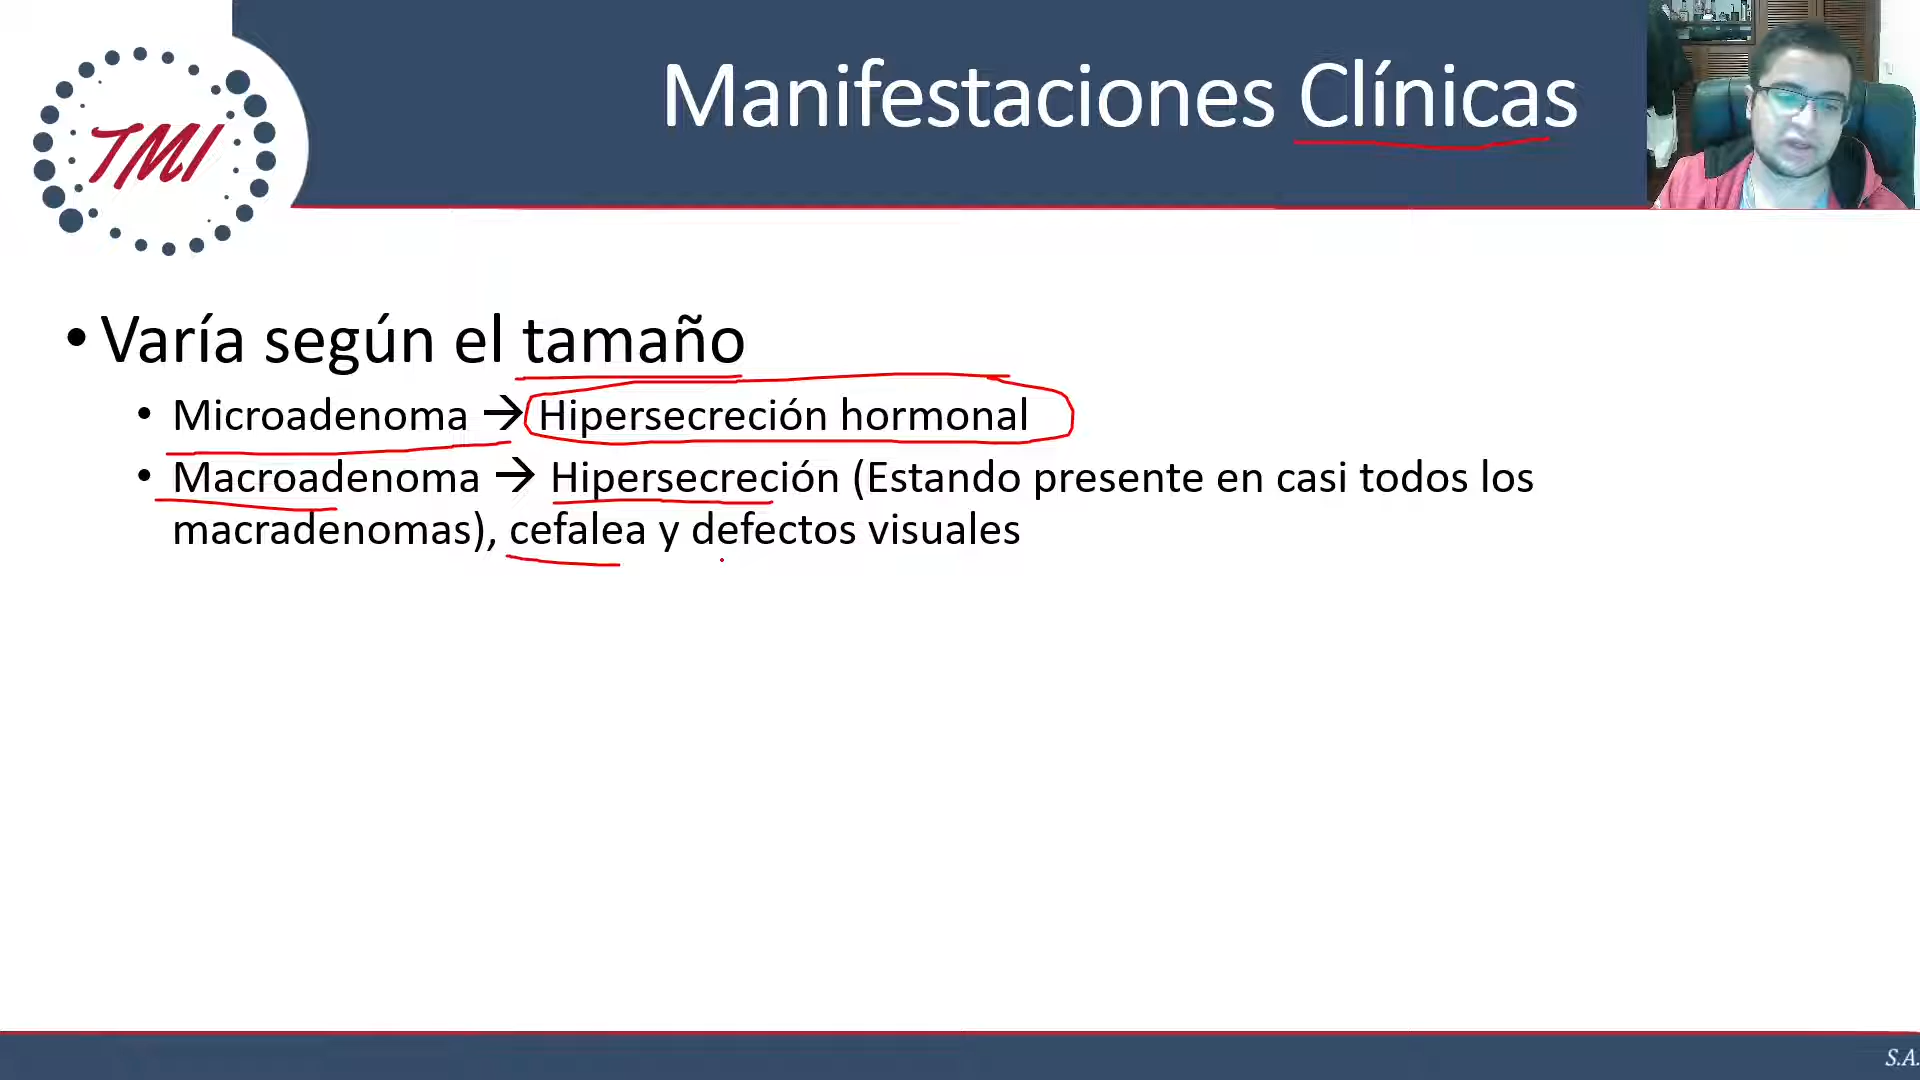 TMI
Manifestaciones Clínicas
• Varía según el tamaño
• Microadenoma → Hipersecreción hormonal
• Macroadenoma → Hipersecreción (Estando presente en casi todos los
macradenomas), cefalea y defectos visuales
S.A.